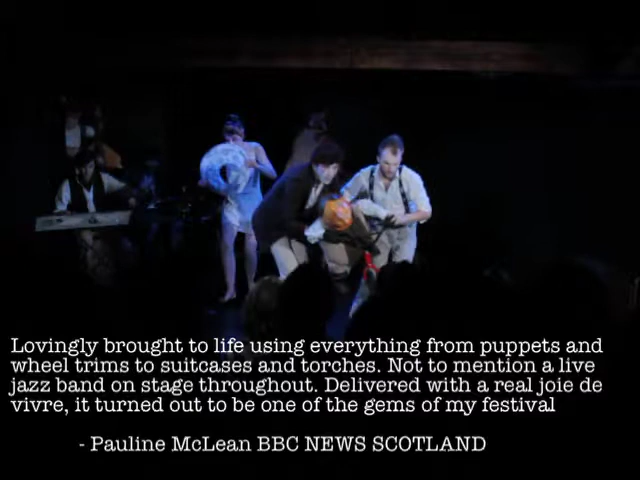 Lovingly brought to life using everything from puppets and
wheel trims to suitcases and torches. Not to mention a live
jazz band on stage throughout. Delivered with a real joie de
vivre, it turned out to be one of the gems of my festival
- Pauline McLean BBC NEWS SCOTLAND